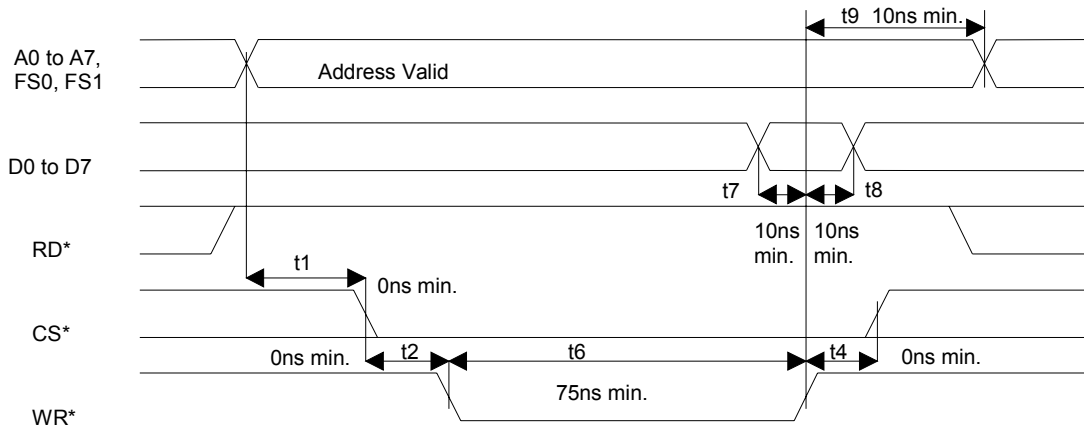 t9 10ns min.
A0 to A7,
FS0, FS1
Address Valid
D0 to D7
t7
t8
10ns
min.
10ns
min.
RD*
t1
0ns min.
CS*
0ns min.
t2
t6
t4
0ns min.
75ns min.
WR*